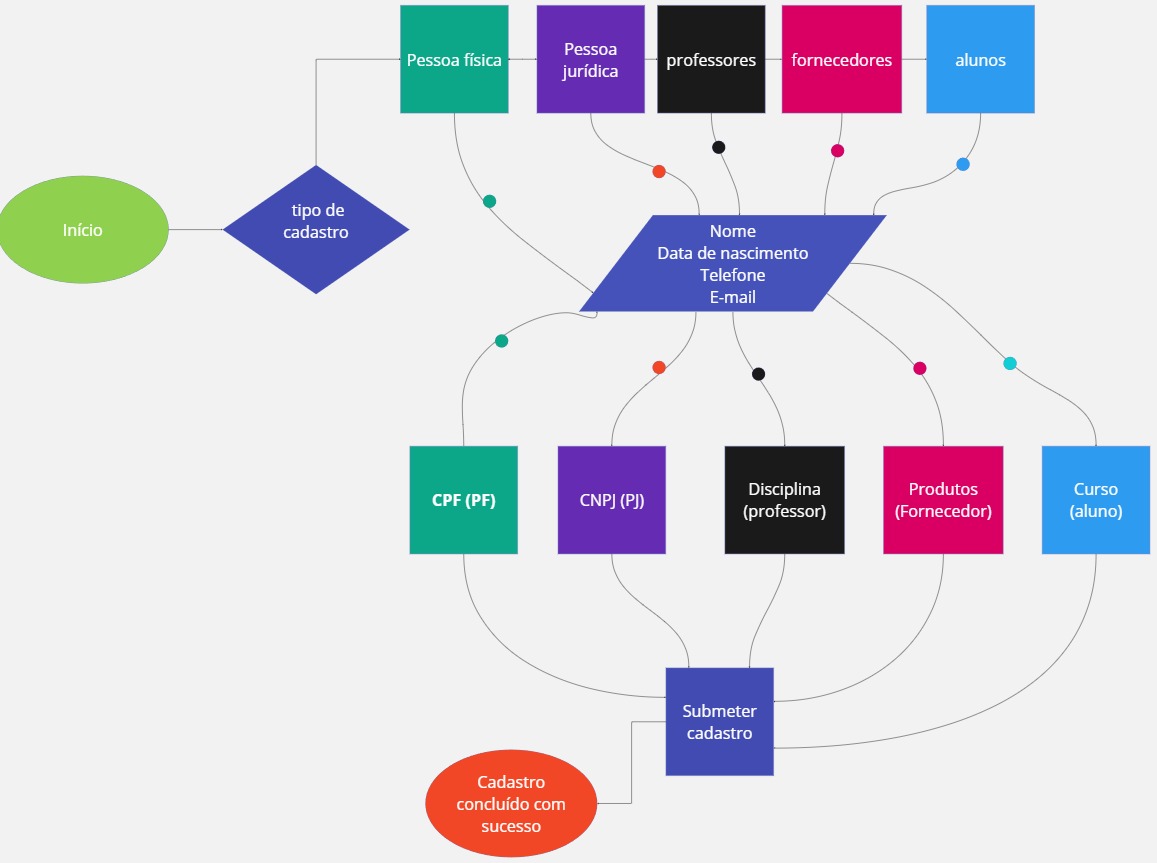 Pessoa física
Pessoa
jurídica
professores
fornecedores
alunos
Início
tipo de
cadastro
Nome
Data de nascimento
Telefone
E-mail
CPF (PF)
CNPJ (PJ)
Disciplina
(professor)
Produtos
(Fornecedor)
Curso
(aluno)
Submeter
cadastro
Cadastro
concluído com
sucesso